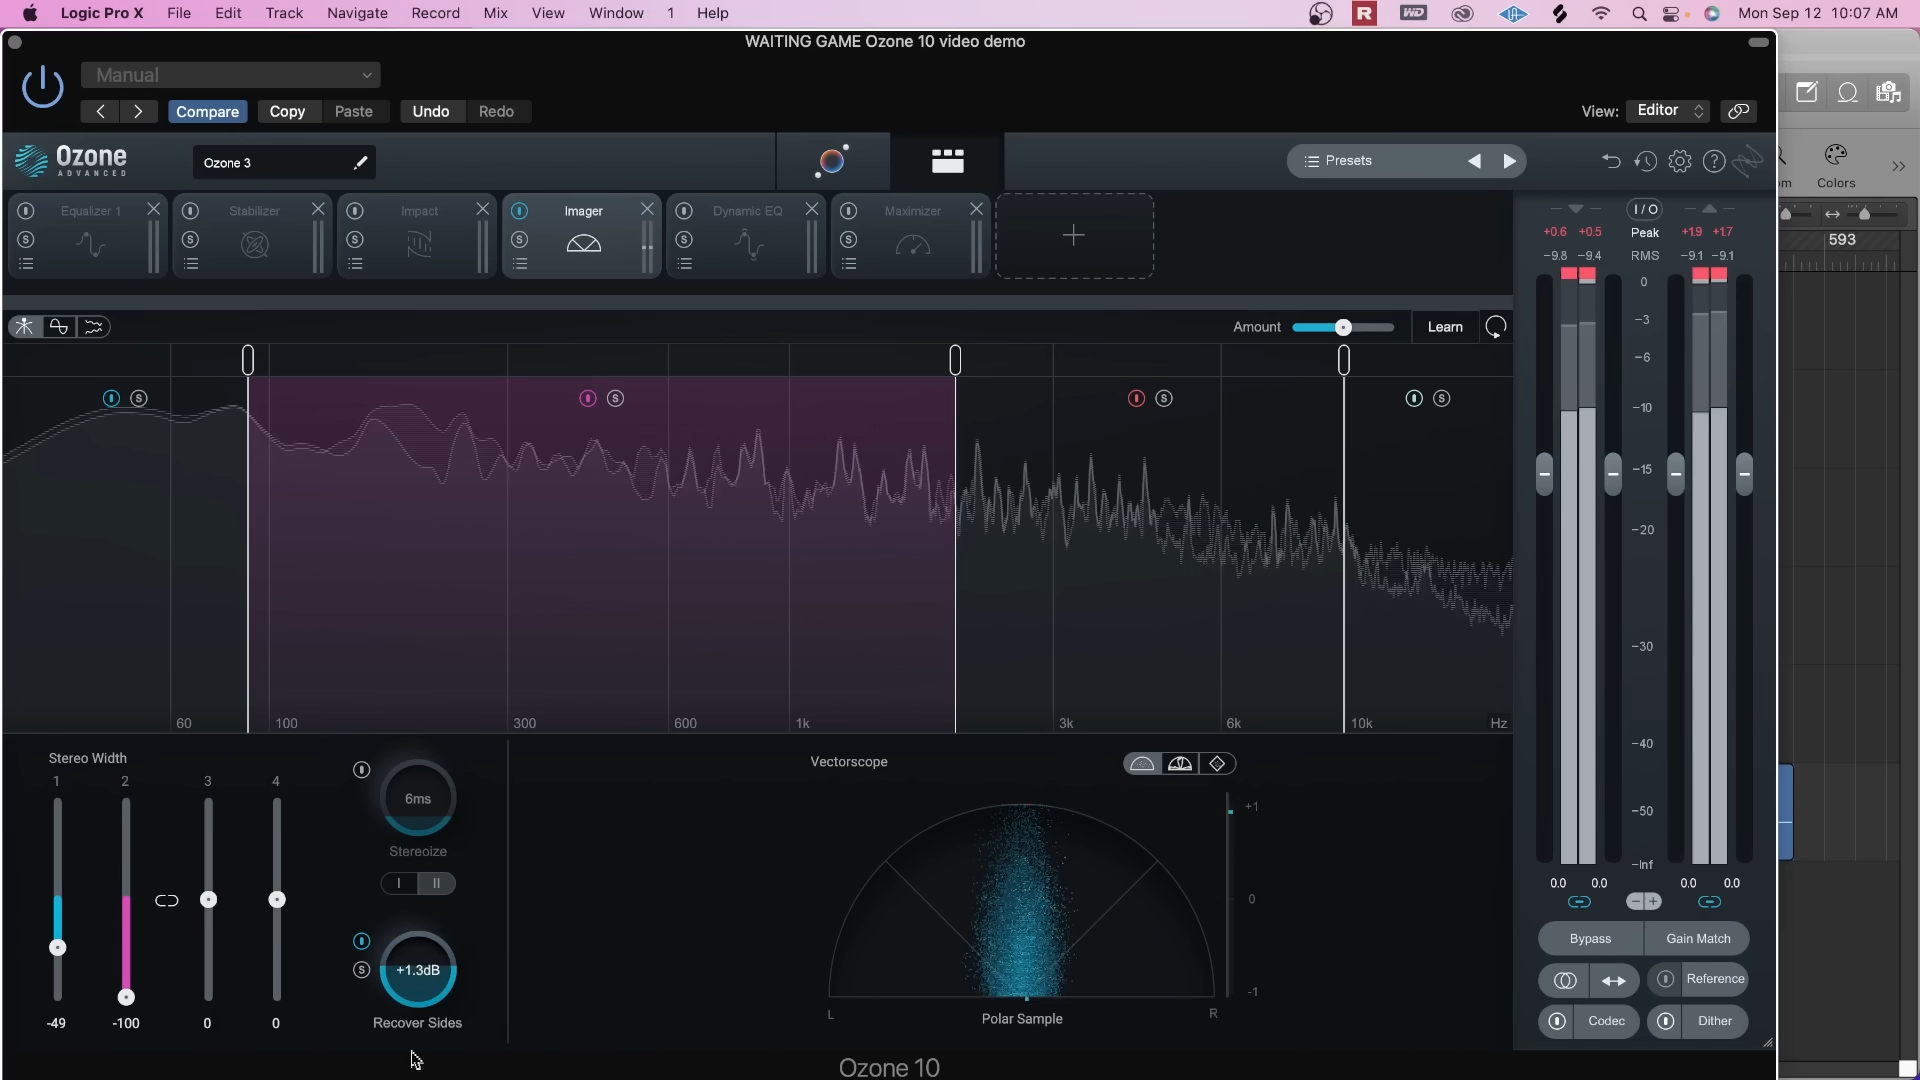 Logic Pro X File Edit Track Navigate Record Mix View Window 1 Help R WD Mon Sep 12 10:07 AM
WAITING GAME Ozone 10 video demo
Manual
Compare Copy Paste Undo Redo View: Editor
Ozone
ADVANCED
Ozone 3
Presets
?
om Colors
Equalizer 1 Stabilizer Impact Imager Dynamic EQ Maximizer
S S S S S S
I/O
+0.6 +0.5 Peak +1.9 +1.7
-9.8 -9.4 RMS -9.1 -9.1
593
Amount Learn
S S S S
0
-3
-6
-10
-15
-20
-30
-40
-50
-Inf
60 100 300 600 1k 3k 6k 10k Hz
Stereo Width
1 2 3 4
-49 -100 0 0
6ms
Stereoize
I II
S
+1.3dB
Recover Sides
Vectorscope
+1
0
-1
L R
Polar Sample
0.0 0.0 0.0 0.0
Bypass Gain Match
Reference
Codec Dither
Ozone 10